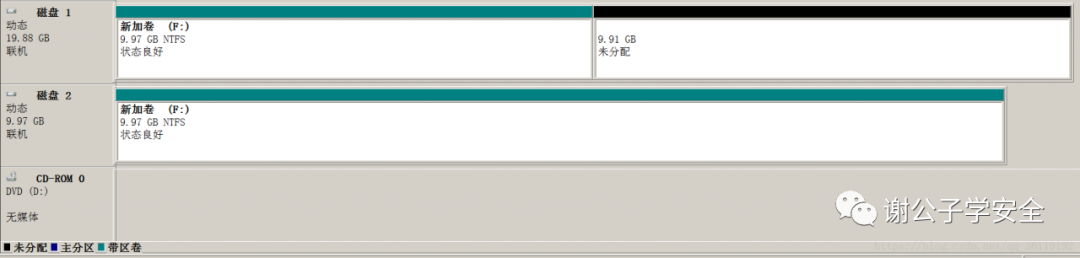 磁盘 1
动态
19.88 GB
联机
新加卷 (F:)
9.97 GB NTFS
状态良好
9.91 GB
未分配
磁盘 2
动态
9.97 GB
联机
新加卷 (F:)
9.97 GB NTFS
状态良好
CD-ROM 0
DVD (D:)
无媒体
谢公子学安全
未分配 主分区 带区卷